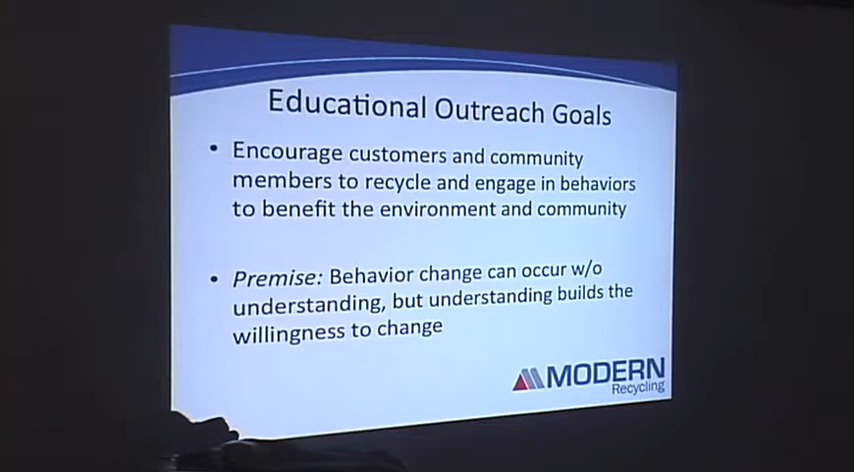 Educational Outreach Goals
• Encourage customers and community
members to recycle and engage in behaviors
to benefit the environment and community
• Premise: Behavior change can occur w/o
understanding, but understanding builds the
willingness to change
MODERN
Recycling